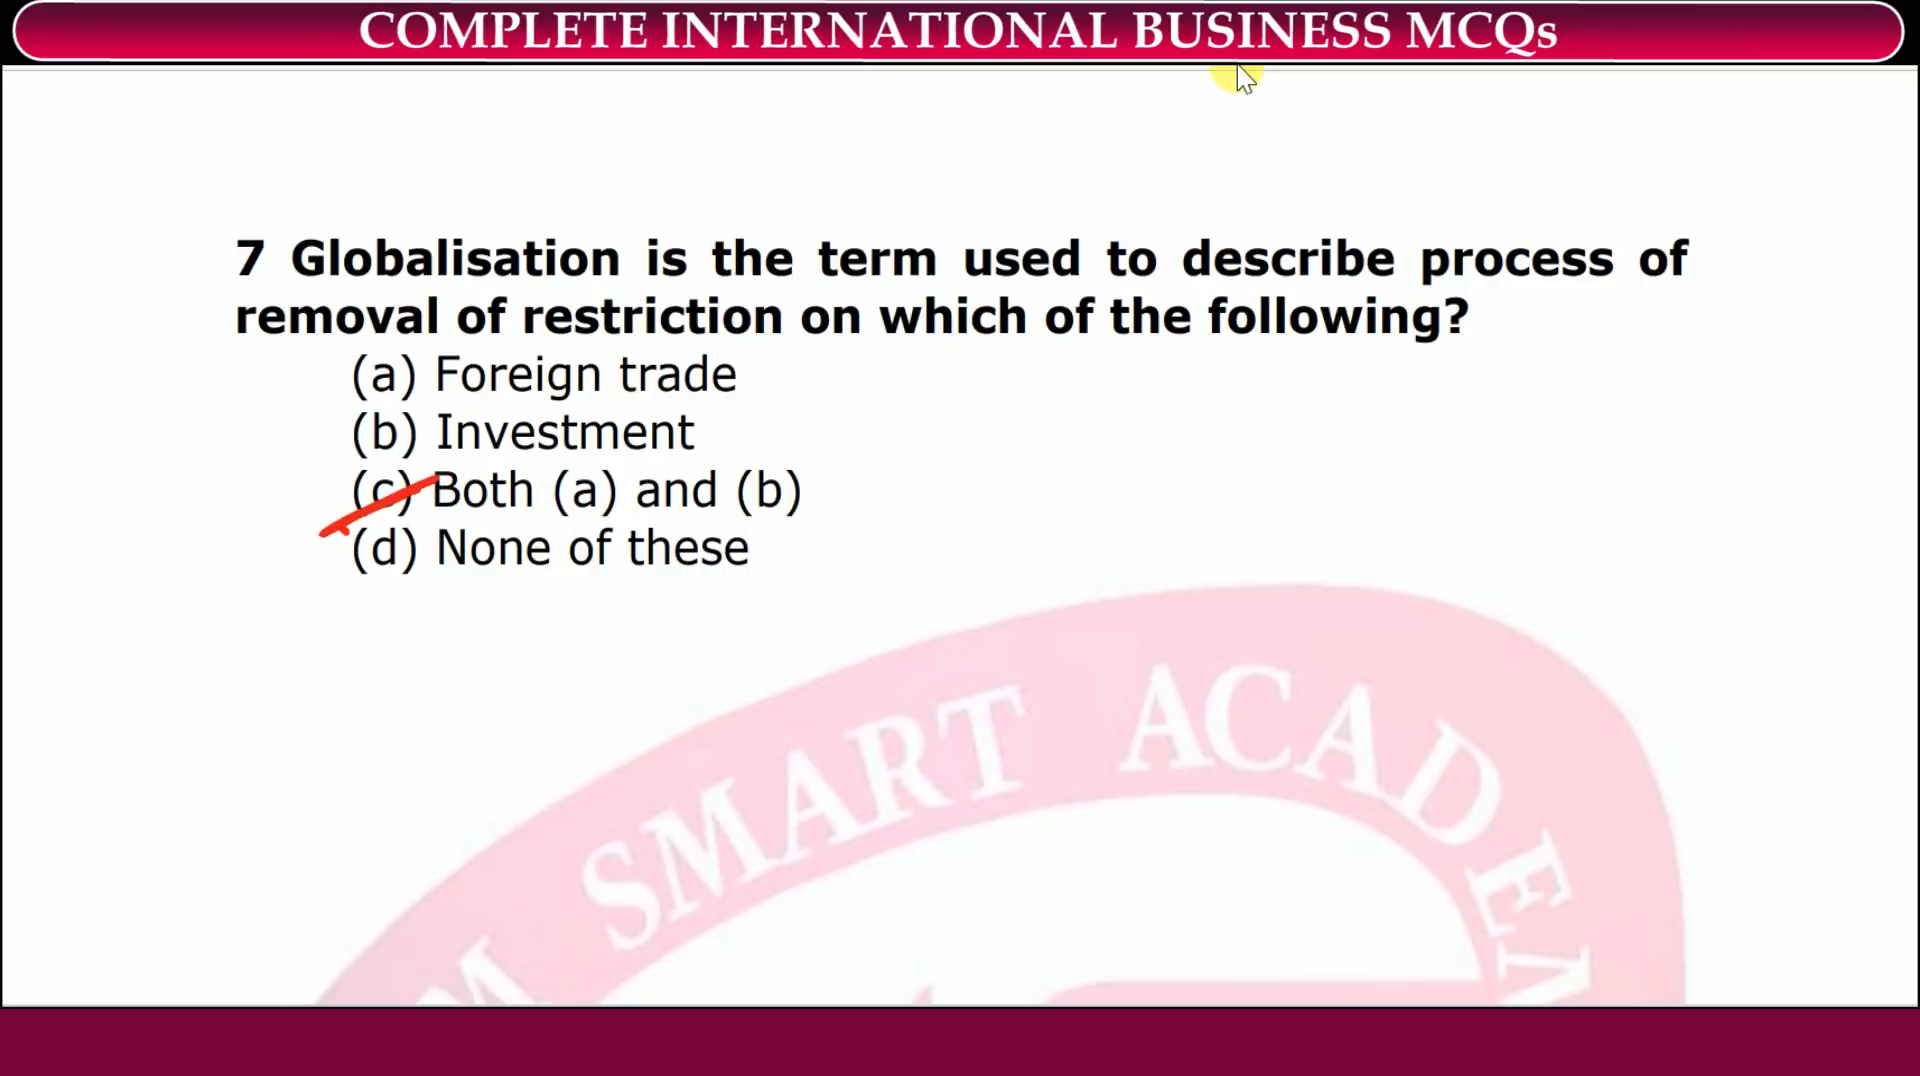 COMPLETE INTERNATIONAL BUSINESS MCQs
7 Globalisation is the term used to describe process of
removal of restriction on which of the following?
(a) Foreign trade
(b) Investment
(c) Both (a) and (b)
(d) None of these
M SMART ACADEM